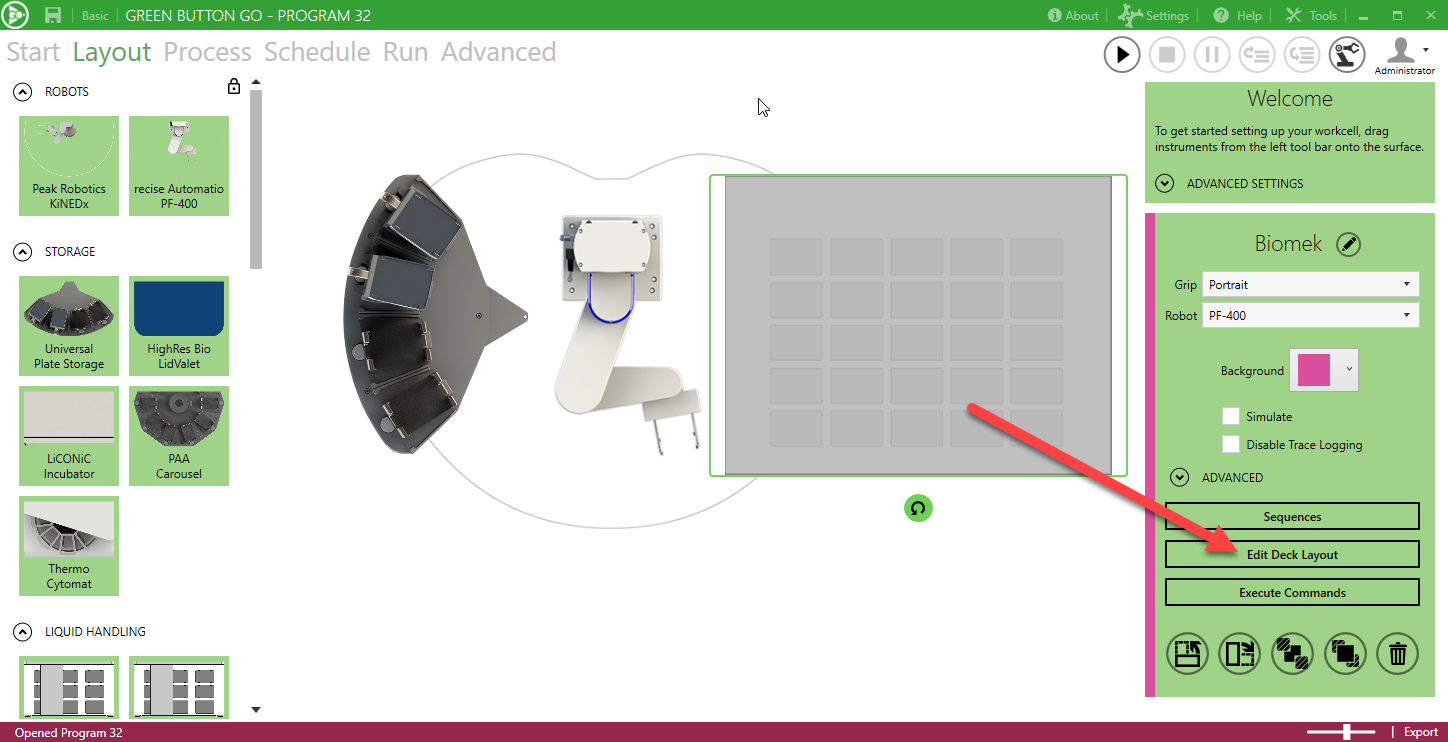 Basic
GREEN BUTTON GO - PROGRAM 32
About
Settings
Help
Tools
Start Layout Process Schedule Run Advanced
Administrator
ROBOTS
Peak Robotics
KiNEDx
recise Automatio
PF-400
STORAGE
Universal
Plate Storage
HighRes Bio
LidValet
LiCONiC
Incubator
PAA
Carousel
Thermo
Cytomat
LIQUID HANDLING
Welcome
To get started setting up your workcell, drag
instruments from the left tool bar onto the surface.
ADVANCED SETTINGS
Biomek
Grip Portrait
Robot PF-400
Background
Simulate
Disable Trace Logging
ADVANCED
Sequences
Edit Deck Layout
Execute Commands
Opened Program 32
Export